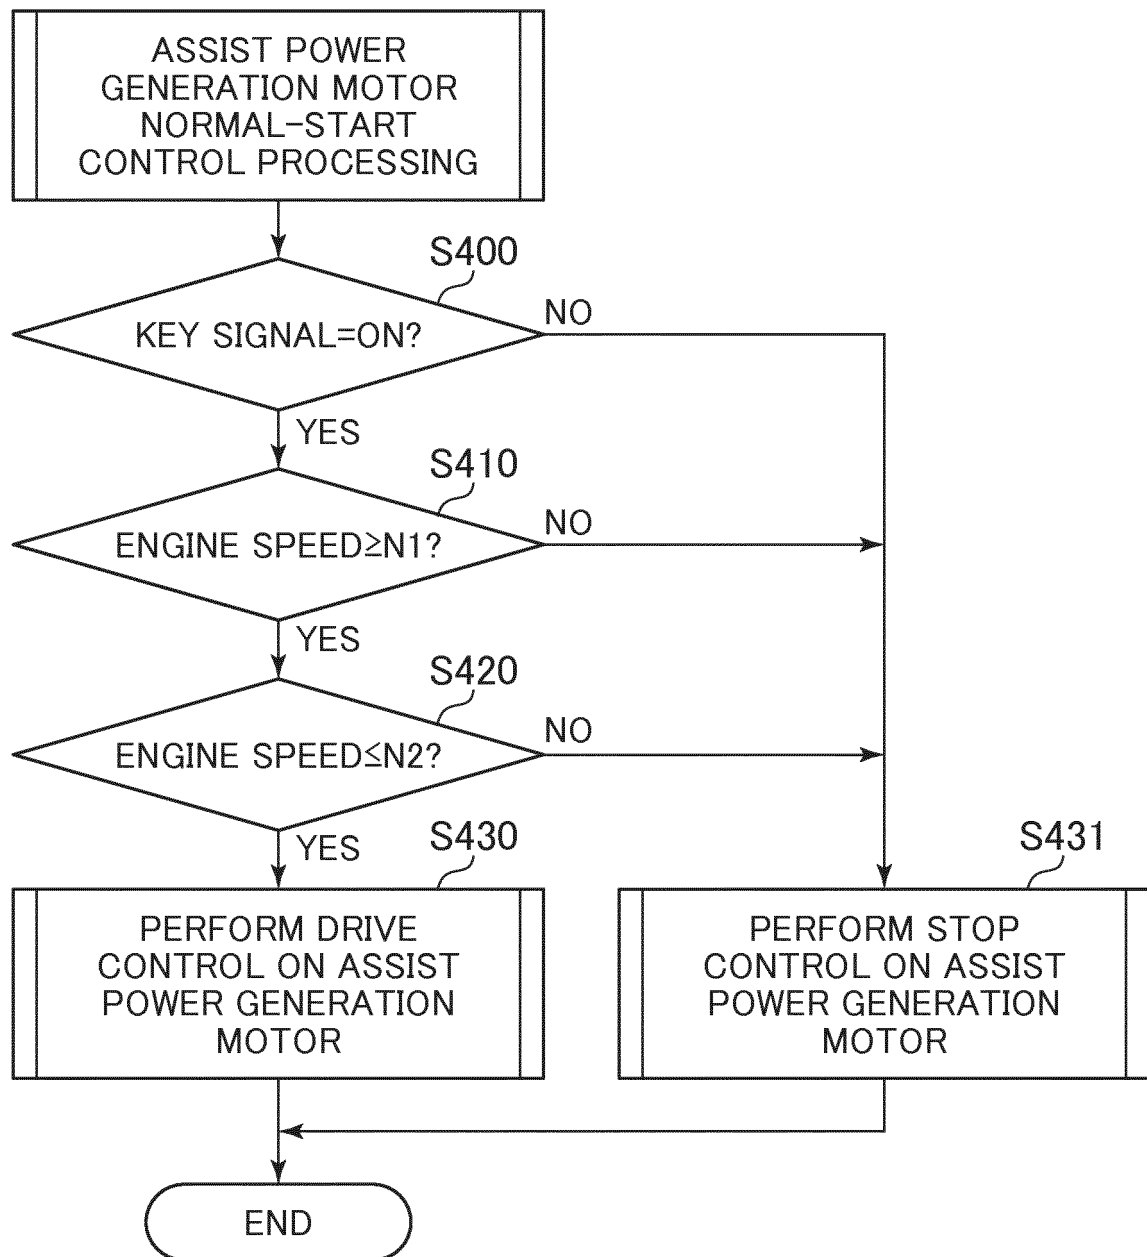 ASSIST POWER
GENERATION MOTOR
NORMAL-START
CONTROL PROCESSING
S400
KEY SIGNAL=ON?
NO
YES
S410
ENGINE SPEED≥N1?
NO
YES
S420
ENGINE SPEED≤N2?
NO
YES
S430
PERFORM DRIVE
CONTROL ON ASSIST
POWER GENERATION
MOTOR
S431
PERFORM STOP
CONTROL ON ASSIST
POWER GENERATION
MOTOR
END